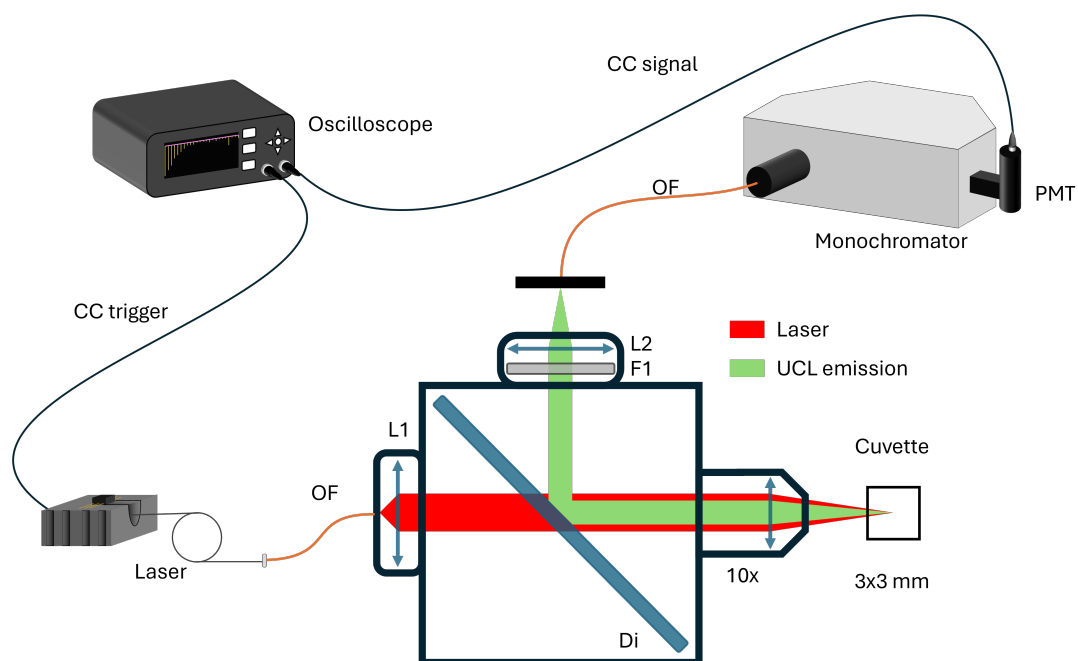 CC signal
Oscilloscope
OF
PMT
Monochromator
CC trigger
L2
F1
Laser
UCL emission
L1
Cuvette
OF
Laser
10x
3x3 mm
Di